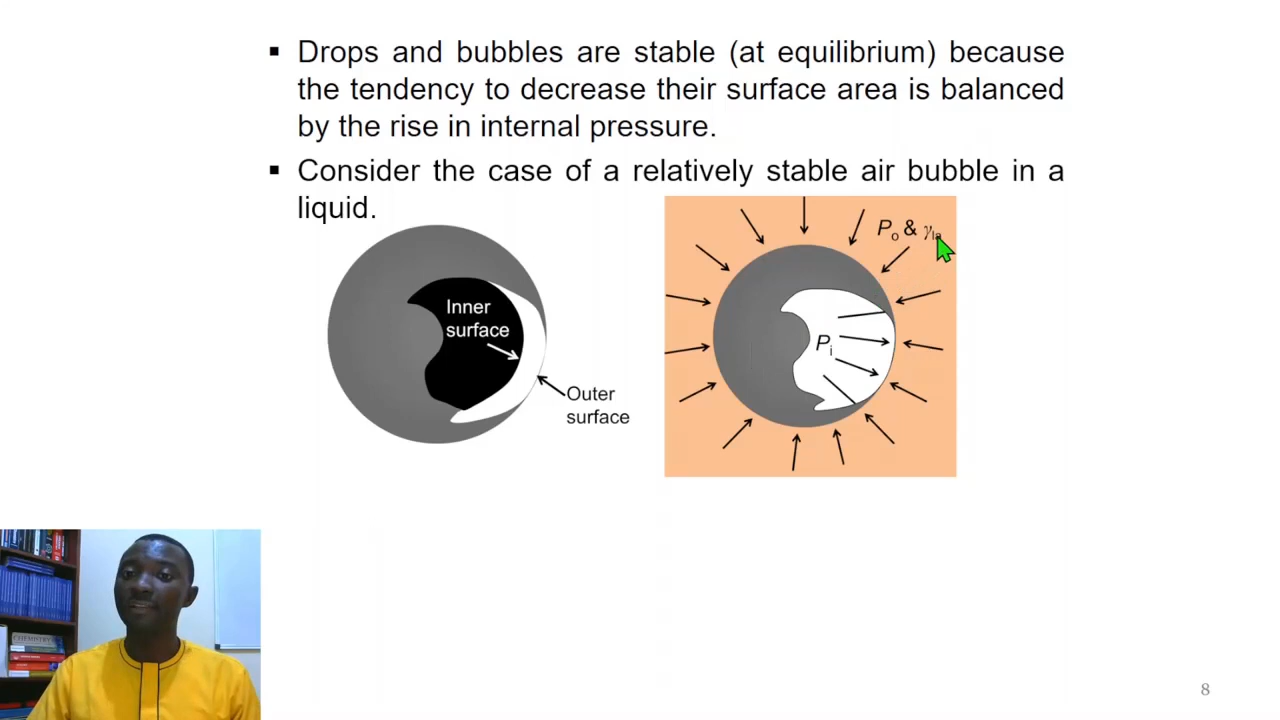 ▪ Drops and bubbles are stable (at equilibrium) because
the tendency to decrease their surface area is balanced
by the rise in internal pressure.
▪ Consider the case of a relatively stable air bubble in a
liquid.
Inner
surface
Outer
surface
Po & γla
Pi
CHEMISTRY
8